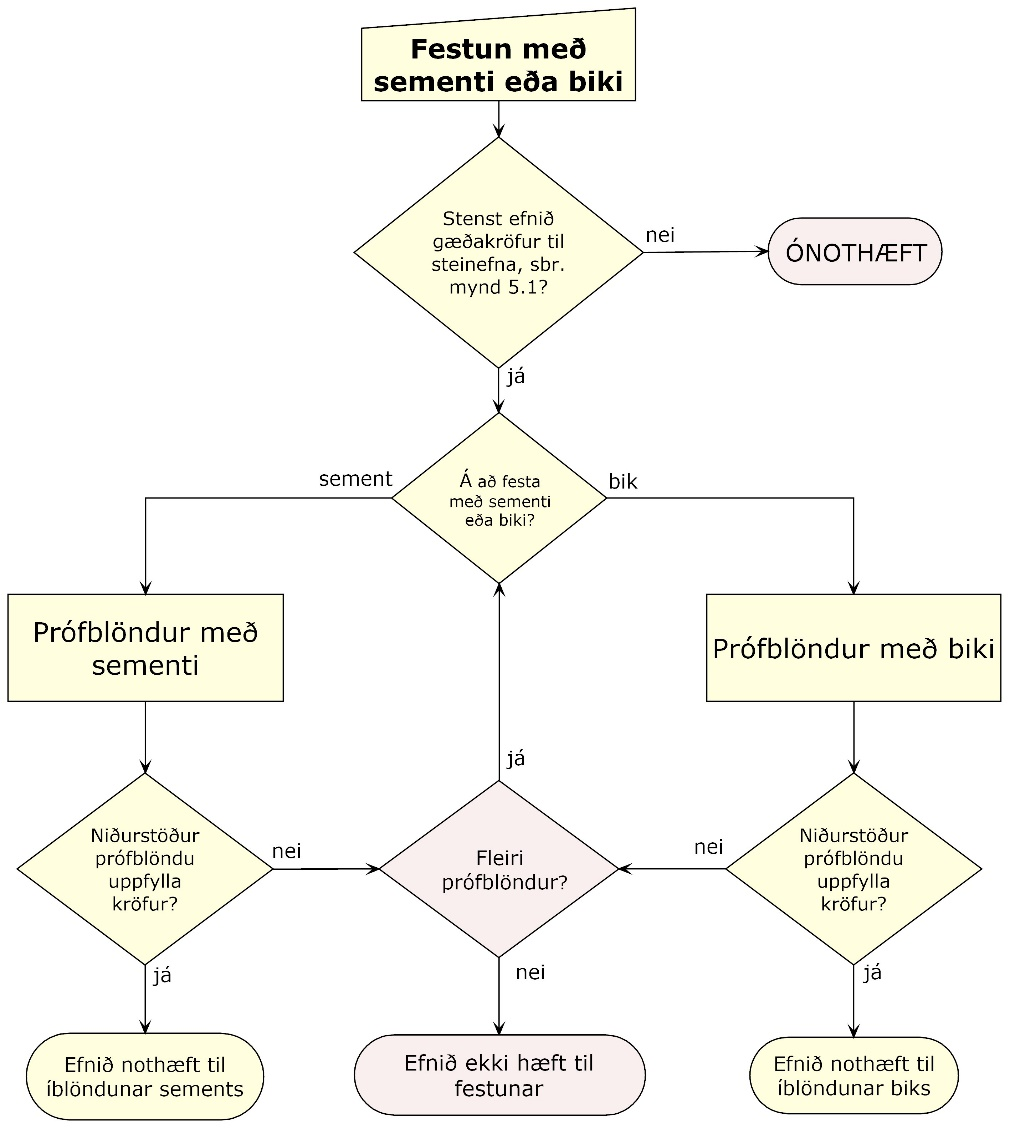 Festun með
sementi eða biki
Stenst efnið
gæðakröfur til
steinefna, sbr.
mynd 5.1?
nei
ÓNOTHÆFT
já
Á að festa
með sementi
eða biki?
sement
bik
Prófblöndur með
sementi
Prófblöndur með biki
Niðurstöður
prófblöndu
uppfylla
kröfur?
nei
já
Fleiri
prófblöndur?
já
nei
Niðurstöður
prófblöndu
uppfylla
kröfur?
nei
já
Efnið nothæft til
íblöndunar sements
Efnið ekki hæft til
festunar
Efnið nothæft til
íblöndunar biks